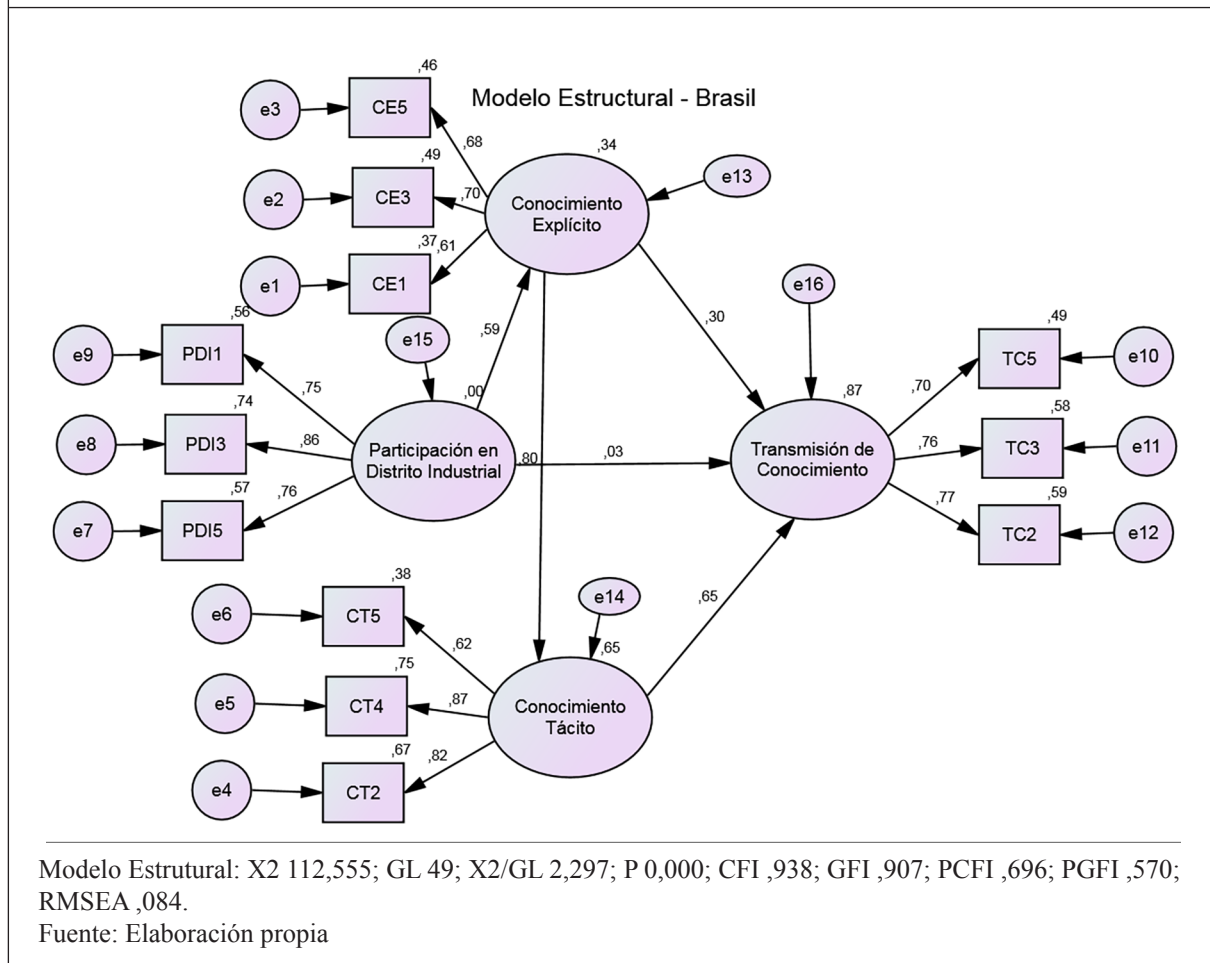 Modelo Estructural - Brasil
,46
e3
CE5
,68
,49
e2
CE3
,70
,37
,61
e1
CE1
,34
Conocimiento
Explícito
e13
,56
e9
PDI1
,75
e15
,59
,30
e16
,74
e8
PDI3
,86
,00
Participación en
Distrito Industrial
,80
,03
,57
e7
PDI5
,76
,87
Transmisión de
Conocimiento
,49
,70
TC5
e10
,58
,76
TC3
e11
,59
,77
TC2
e12
,38
e6
CT5
,62
e14
,65
,65
,75
e5
CT4
,87
Conocimiento
Tácito
,67
e4
CT2
,82
Modelo Estrutural: X2 112,555; GL 49; X2/GL 2,297; P 0,000; CFI ,938; GFI ,907; PCFI ,696; PGFI ,570;
RMSEA ,084.
Fuente: Elaboración propia